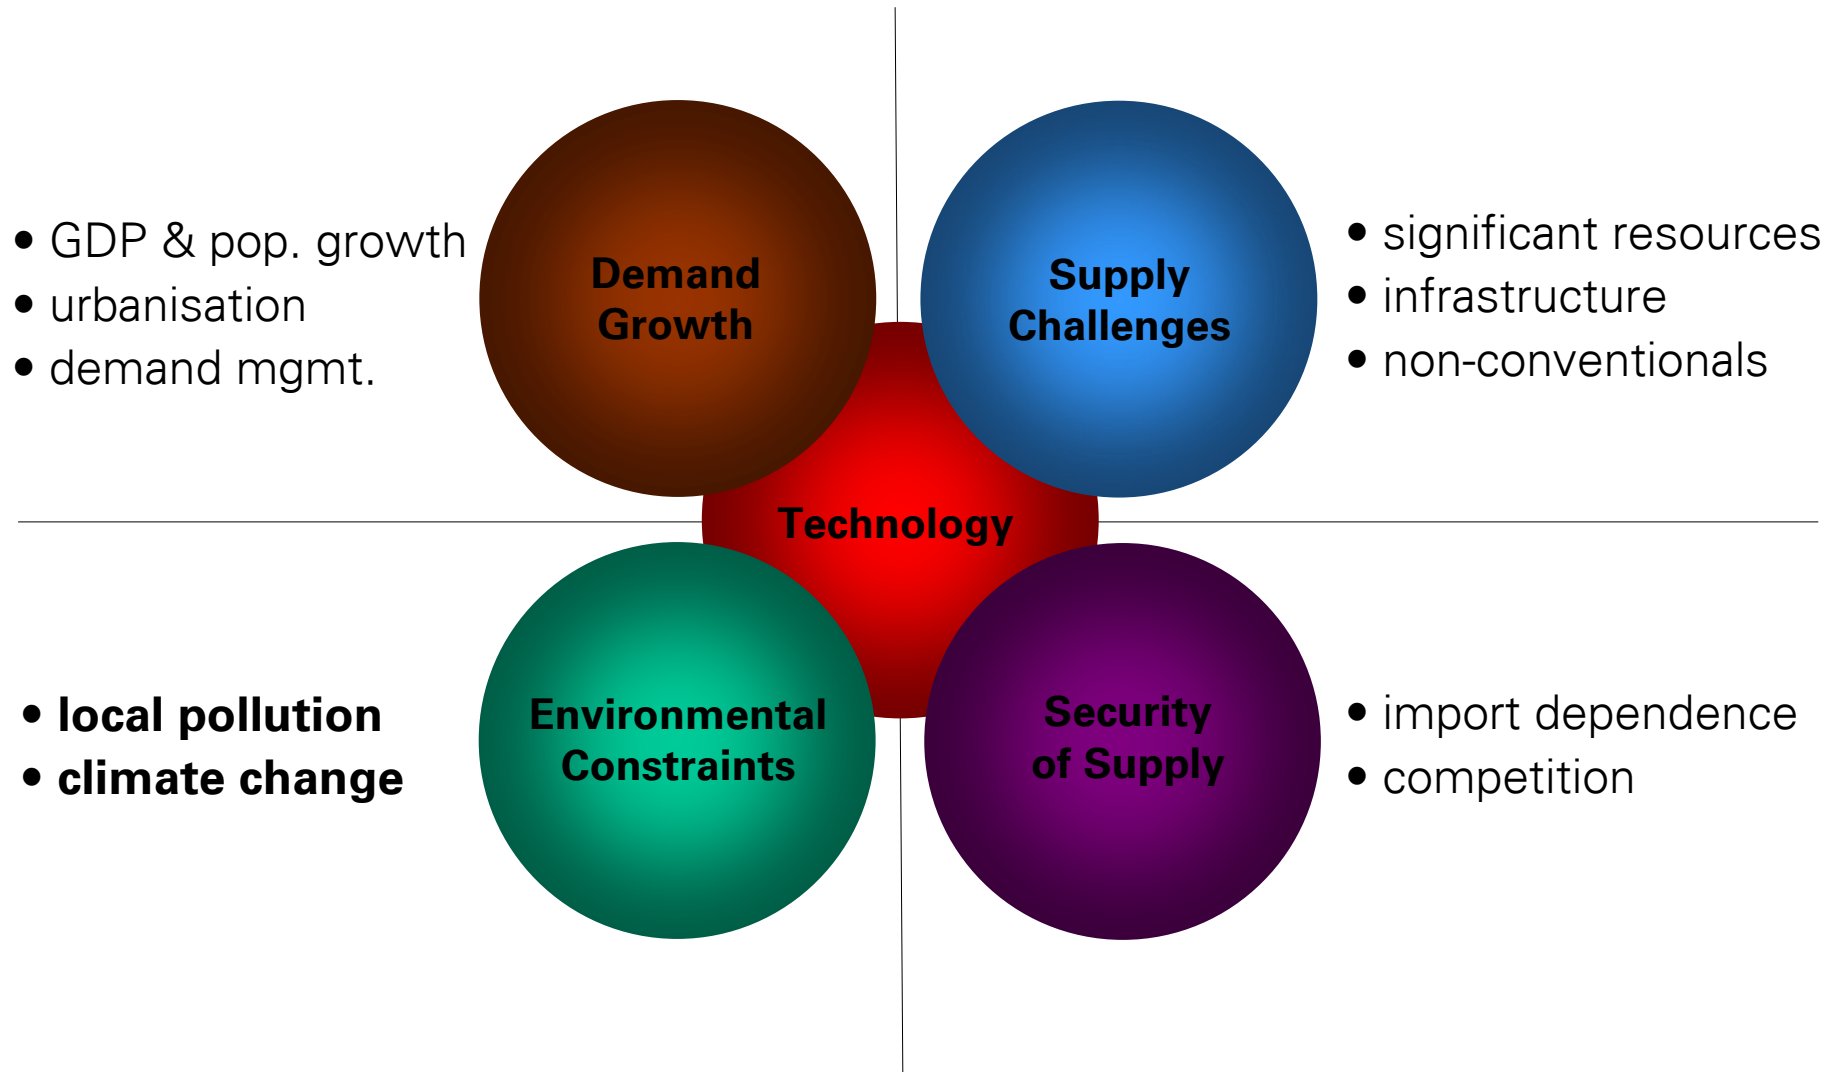 • GDP & pop. growth
• urbanisation
• demand mgmt.
Demand
Growth
Supply
Challenges
• significant resources
• infrastructure
• non-conventionals
Technology
• local pollution
• climate change
Environmental
Constraints
Security
of Supply
• import dependence
• competition